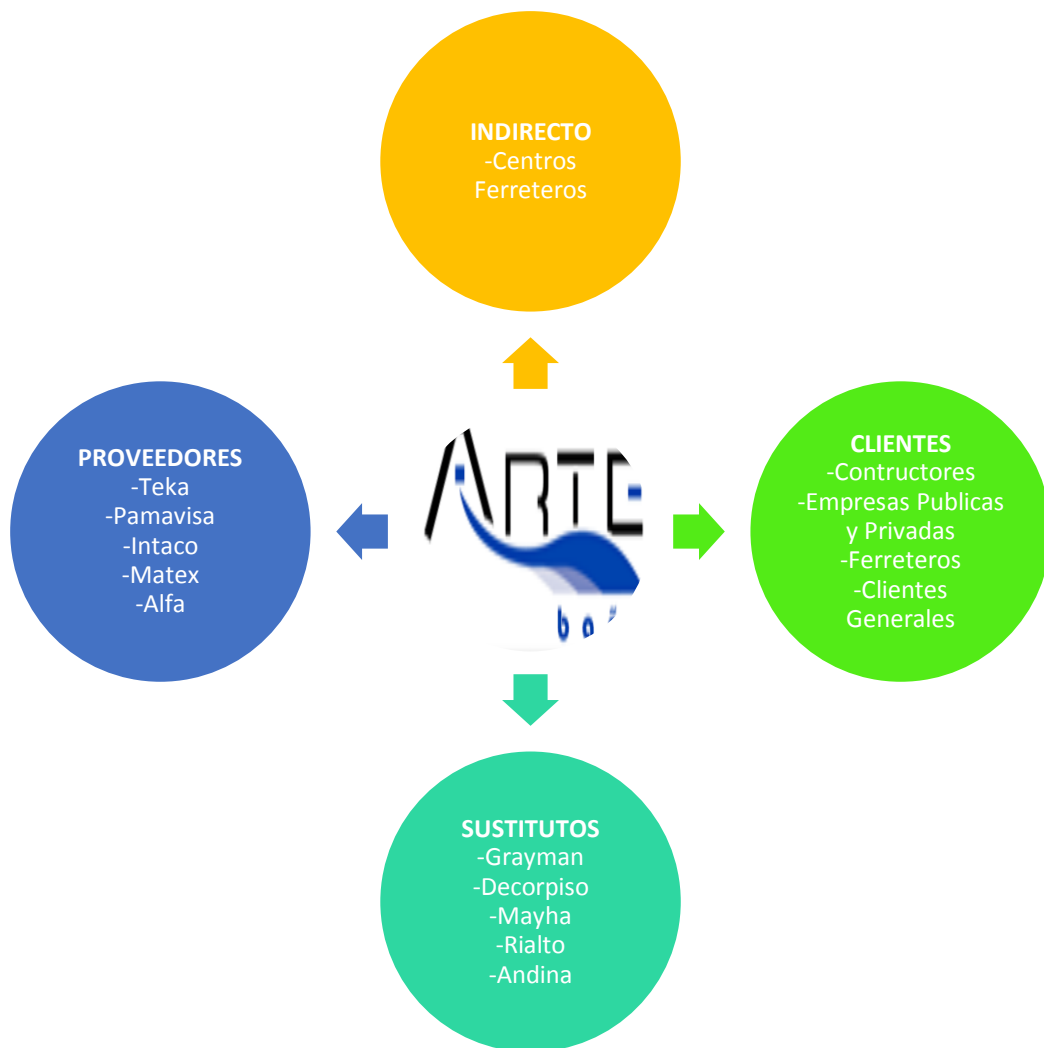 INDIRECTO
-Centros
Ferreteros
PROVEEDORES
-Teka
-Pamavisa
-Intaco
-Matex
-Alfa
ARTE
CLIENTES
-Contructores
-Empresas Publicas
y Privadas
-Ferreteros
-Clientes
Generales
SUSTITUTOS
-Grayman
-Decorpiso
-Mayha
-Rialto
-Andina